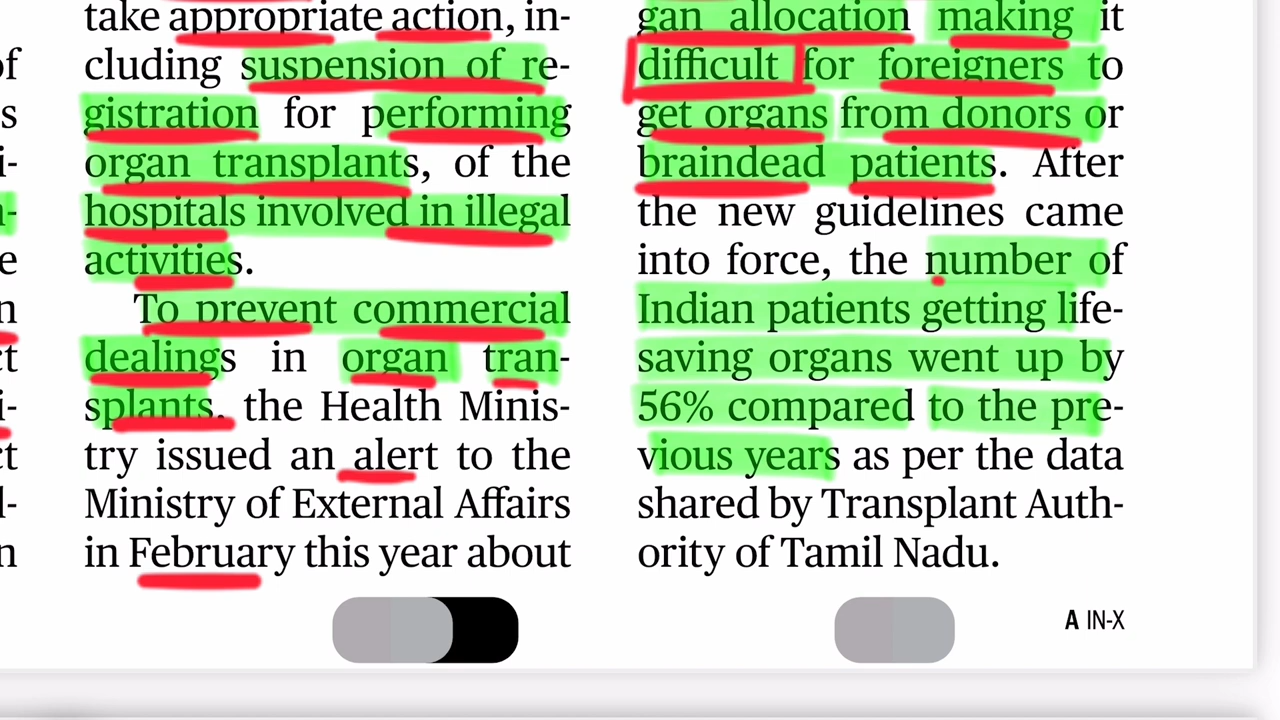 of
s
i-
e
n
ct
i-
ct
l-
n
take appropriate action, in-
cluding suspension of re-
gistration for performing
organ transplants, of the
hospitals involved in illegal
activities.
To prevent commercial
dealings in organ tran-
splants, the Health Minis-
try issued an alert to the
Ministry of External Affairs
in February this year about
gan allocation making it
difficult for foreigners to
get organs from donors or
braindead patients. After
the new guidelines came
into force, the number of
Indian patients getting life-
saving organs went up by
56% compared to the pre-
vious years as per the data
shared by Transplant Auth-
ority of Tamil Nadu.
A IN-X